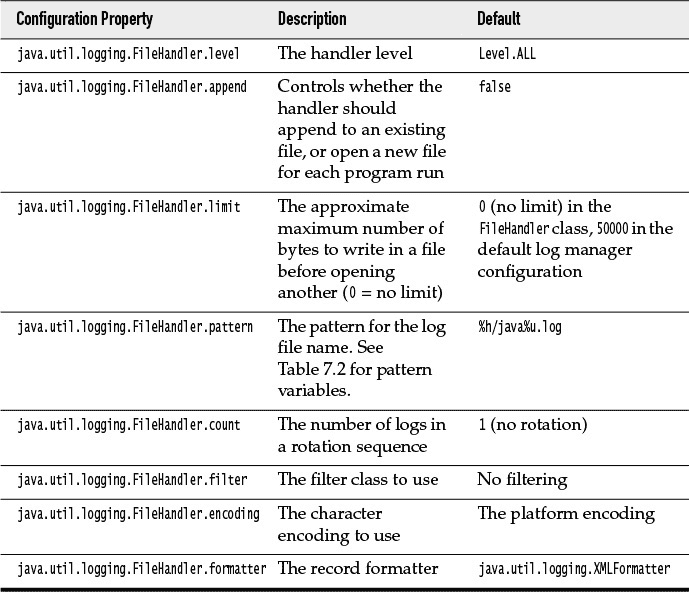 Configuration Property Description Default
java.util.logging.FileHandler.level The handler level Level.ALL
java.util.logging.FileHandler.append Controls whether the false
handler should
append to an existing
file, or open a new file
for each program run
java.util.logging.FileHandler.limit The approximate 0 (no limit) in the
maximum number of FileHandler class, 50000 in the
bytes to write in a file default log manager
before opening configuration
another (0 = no limit)
java.util.logging.FileHandler.pattern The pattern for the log %h/java%u.log
file name. See
Table 7.2 for pattern
variables.
java.util.logging.FileHandler.count The number of logs in 1 (no rotation)
a rotation sequence
java.util.logging.FileHandler.filter The filter class to use No filtering
java.util.logging.FileHandler.encoding The character The platform encoding
encoding to use
java.util.logging.FileHandler.formatter The record formatter java.util.logging.XMLFormatter